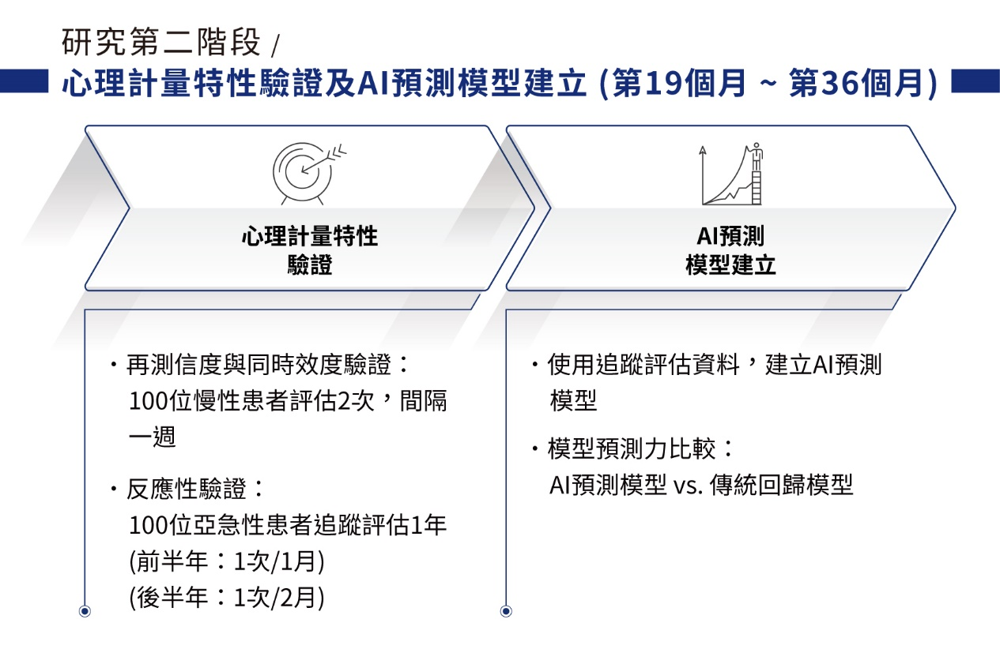 研究第二階段 /
心理計量特性驗證及AI預測模型建立 (第19個月 ~ 第36個月)
心理計量特性
驗證
・再測信度與同時效度驗證：
100位慢性患者評估2次，間隔
一週
・反應性驗證：
100位亞急性患者追蹤評估1年
(前半年：1次/1月)
(後半年：1次/2月)
AI預測
模型建立
・使用追蹤評估資料，建立AI預測
模型
・模型預測力比較：
AI預測模型 vs. 傳統回歸模型